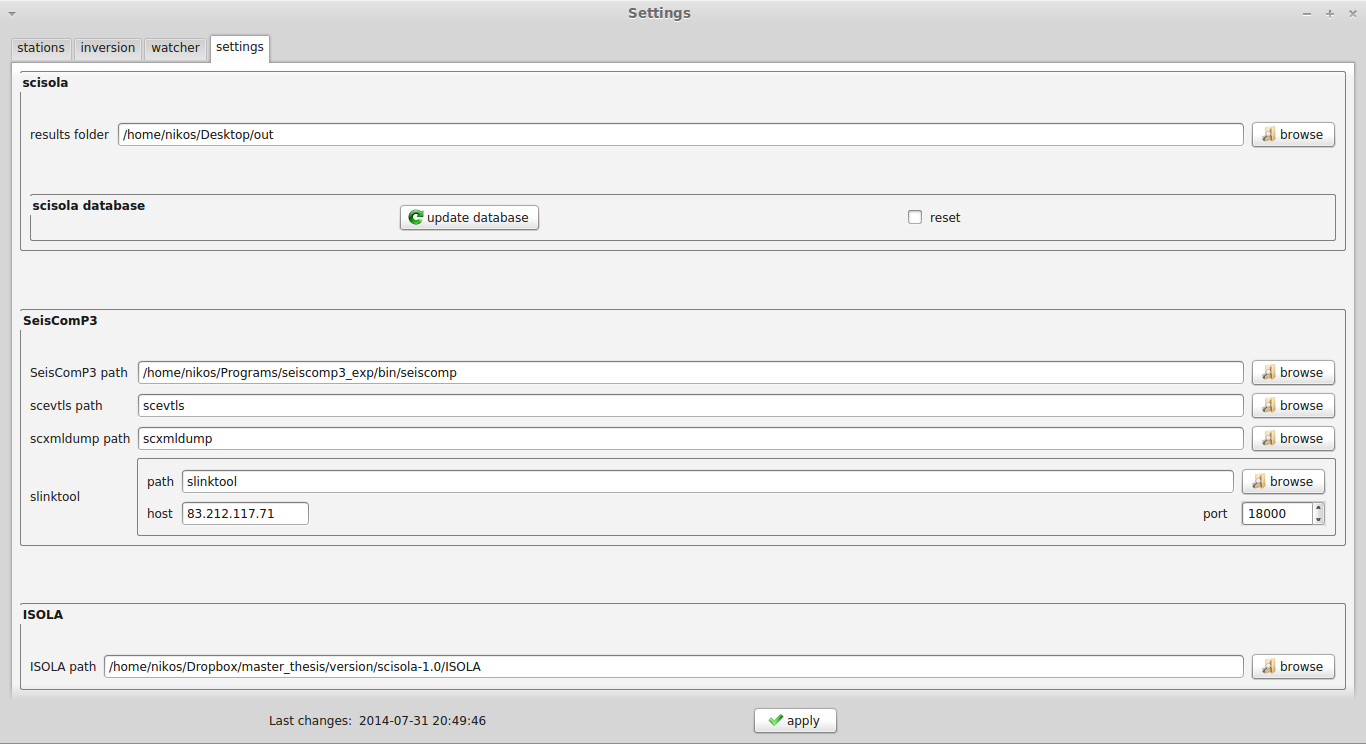 Settings
stations inversion watcher settings
scisola
results folder /home/nikos/Desktop/out browse
scisola database
update database reset
SeisComP3
SeisComP3 path /home/nikos/Programs/seiscomp3_exp/bin/seiscomp browse
scevtls path scevtls browse
scxmldump path scxmldump browse
slinktool
path slinktool browse
host 83.212.117.71 port 18000
ISOLA
ISOLA path /home/nikos/Dropbox/master_thesis/version/scisola-1.0/ISOLA browse
Last changes: 2014-07-31 20:49:46 apply